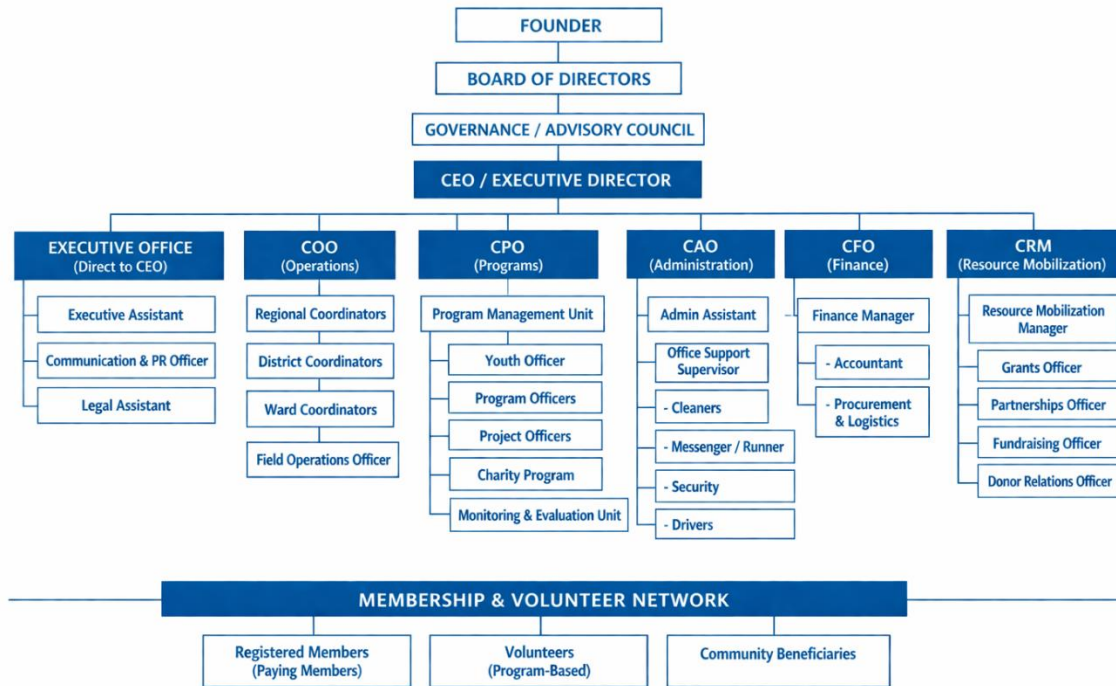 FOUNDER
BOARD OF DIRECTORS
GOVERNANCE / ADVISORY COUNCIL
CEO / EXECUTIVE DIRECTOR
EXECUTIVE OFFICE
(Direct to CEO)
Executive Assistant
Communication & PR Officer
Legal Assistant
COO
(Operations)
Regional Coordinators
District Coordinators
Ward Coordinators
Field Operations Officer
CPO
(Programs)
Program Management Unit
Youth Officer
Program Officers
Project Officers
Charity Program
Monitoring & Evaluation Unit
CAO
(Administration)
Admin Assistant
Office Support
Supervisor
- Cleaners
- Messenger / Runner
- Security
- Drivers
CFO
(Finance)
Finance Manager
- Accountant
- Procurement
& Logistics
CRM
(Resource Mobilization)
Resource Mobilization
Manager
Grants Officer
Partnerships Officer
Fundraising Officer
Donor Relations Officer
MEMBERSHIP & VOLUNTEER NETWORK
Registered Members
(Paying Members)
Volunteers
(Program-Based)
Community Beneficiaries